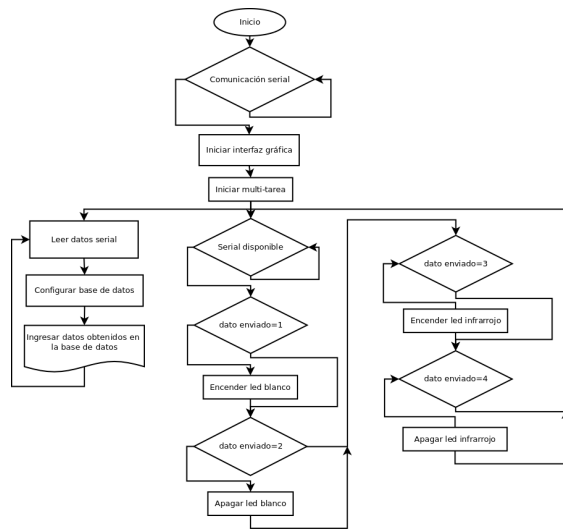 Inicio
Comunicación serial
Iniciar interfaz gráfica
Iniciar multi-tarea
Leer datos serial
Configurar base de datos
Ingresar datos obtenidos en
la base de datos
Serial disponible
dato enviado=1
Encender led blanco
dato enviado=2
Apagar led blanco
dato enviado=3
Encender led infrarrojo
dato enviado=4
Apagar led infrarrojo